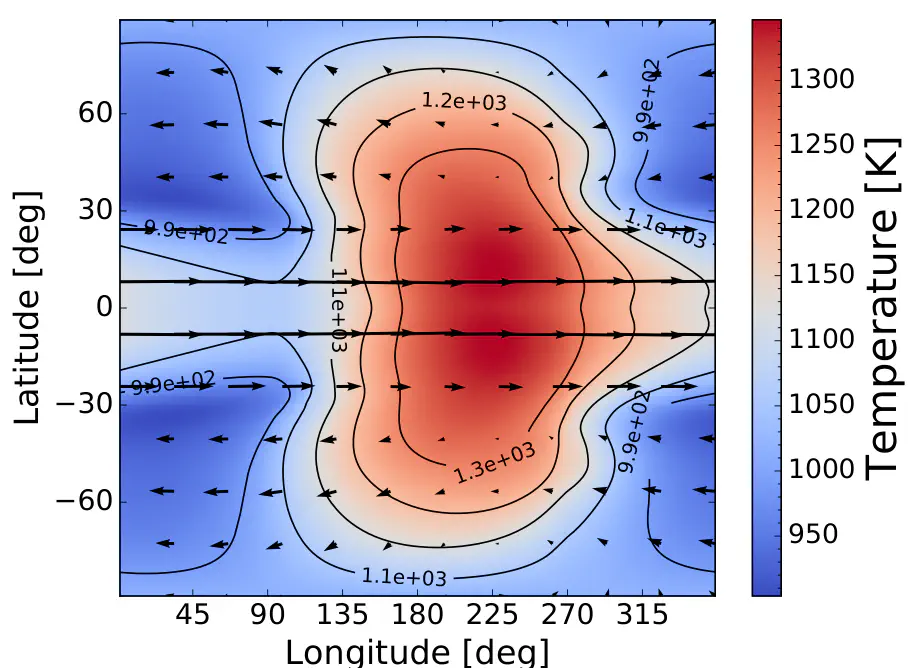 60
30
0
−30
−60
Latitude [deg]
45 90 135 180 225 270 315
Longitude [deg]
1.2e+03
9.9e+02
9.9e+02
1.1e+03
1.1e+03
9.9e+02
9.9e+02
1.3e+03
1.1e+03
1300
1250
1200
1150
1100
1050
1000
950
Temperature [K]